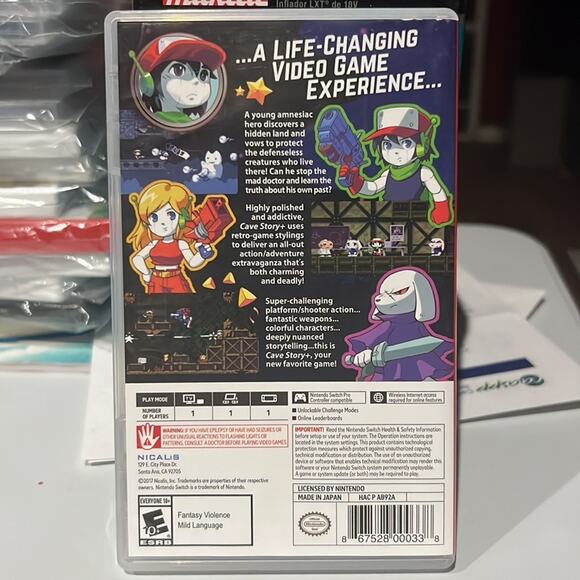 Inflador LXT® de 18V
...A LIFE-CHANGING
VIDEO GAME
EXPERIENCE...
A young amnesiac
hero discovers a
hidden land and
vows to protect
the defenseless
creatures who live
there! Can he stop the
mad doctor and learn the
truth about his own past?
Highly polished
and addictive,
Cave Story+ uses
retro-game stylings
to deliver an all-out
action/adventure
extravaganza that's
both charming
and deadly!
Super-challenging
platform/shooter action...
fantastic weapons...
colorful characters...
deeply nuanced
storytelling...this is
Cave Story+, your
new favorite game!
PLAY MODE
NUMBER
OF PLAYERS
1
1
1
Nintendo Switch Pro
Controller compatible
Wireless Internet access
required for online features
■ Unlockable Challenge Modes
■ Online Leaderboards
WARNING: IF YOU HAVE EPILEPSY OR HAVE HAD SEIZURES OR
OTHER UNUSUAL REACTIONS TO FLASHING LIGHTS OR
PATTERNS, CONSULT A DOCTOR BEFORE PLAYING VIDEO GAMES.
NICALIS
129 E. City Place Dr.
Santa Ana, CA 92705
©2017 Nicalis, Inc. Trademarks are properties of their respective
owners. Nintendo Switch is a trademark of Nintendo.
IMPORTANT! Read the Nintendo Switch Health & Safety Information
before setup or use of your system. The Operation Instructions are
located in the system settings. This product contains technological
protection measures which protect against unauthorized copying,
technical modification or distribution. The use of an unauthorized
device or software that enables technical modification may render this
or your Nintendo Switch system permanently unplayable.
A game or system update (or both) may be required.
EVERYONE 10+
E
10+
ESRB
Fantasy Violence
Mild Language
LICENSED BY NINTENDO
MADE IN JAPAN
HAC P AB92A
Official
Nintendo
Seal
8 67528 00033 8